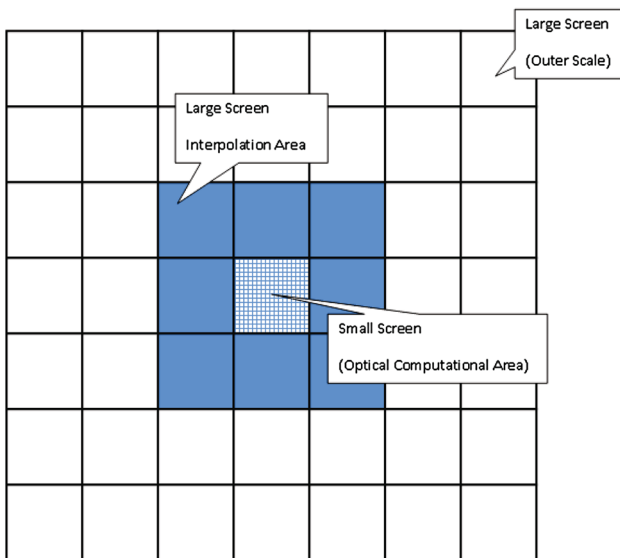 Large Screen
(Outer Scale)
Large Screen
Interpolation Area
Small Screen
(Optical Computational Area)